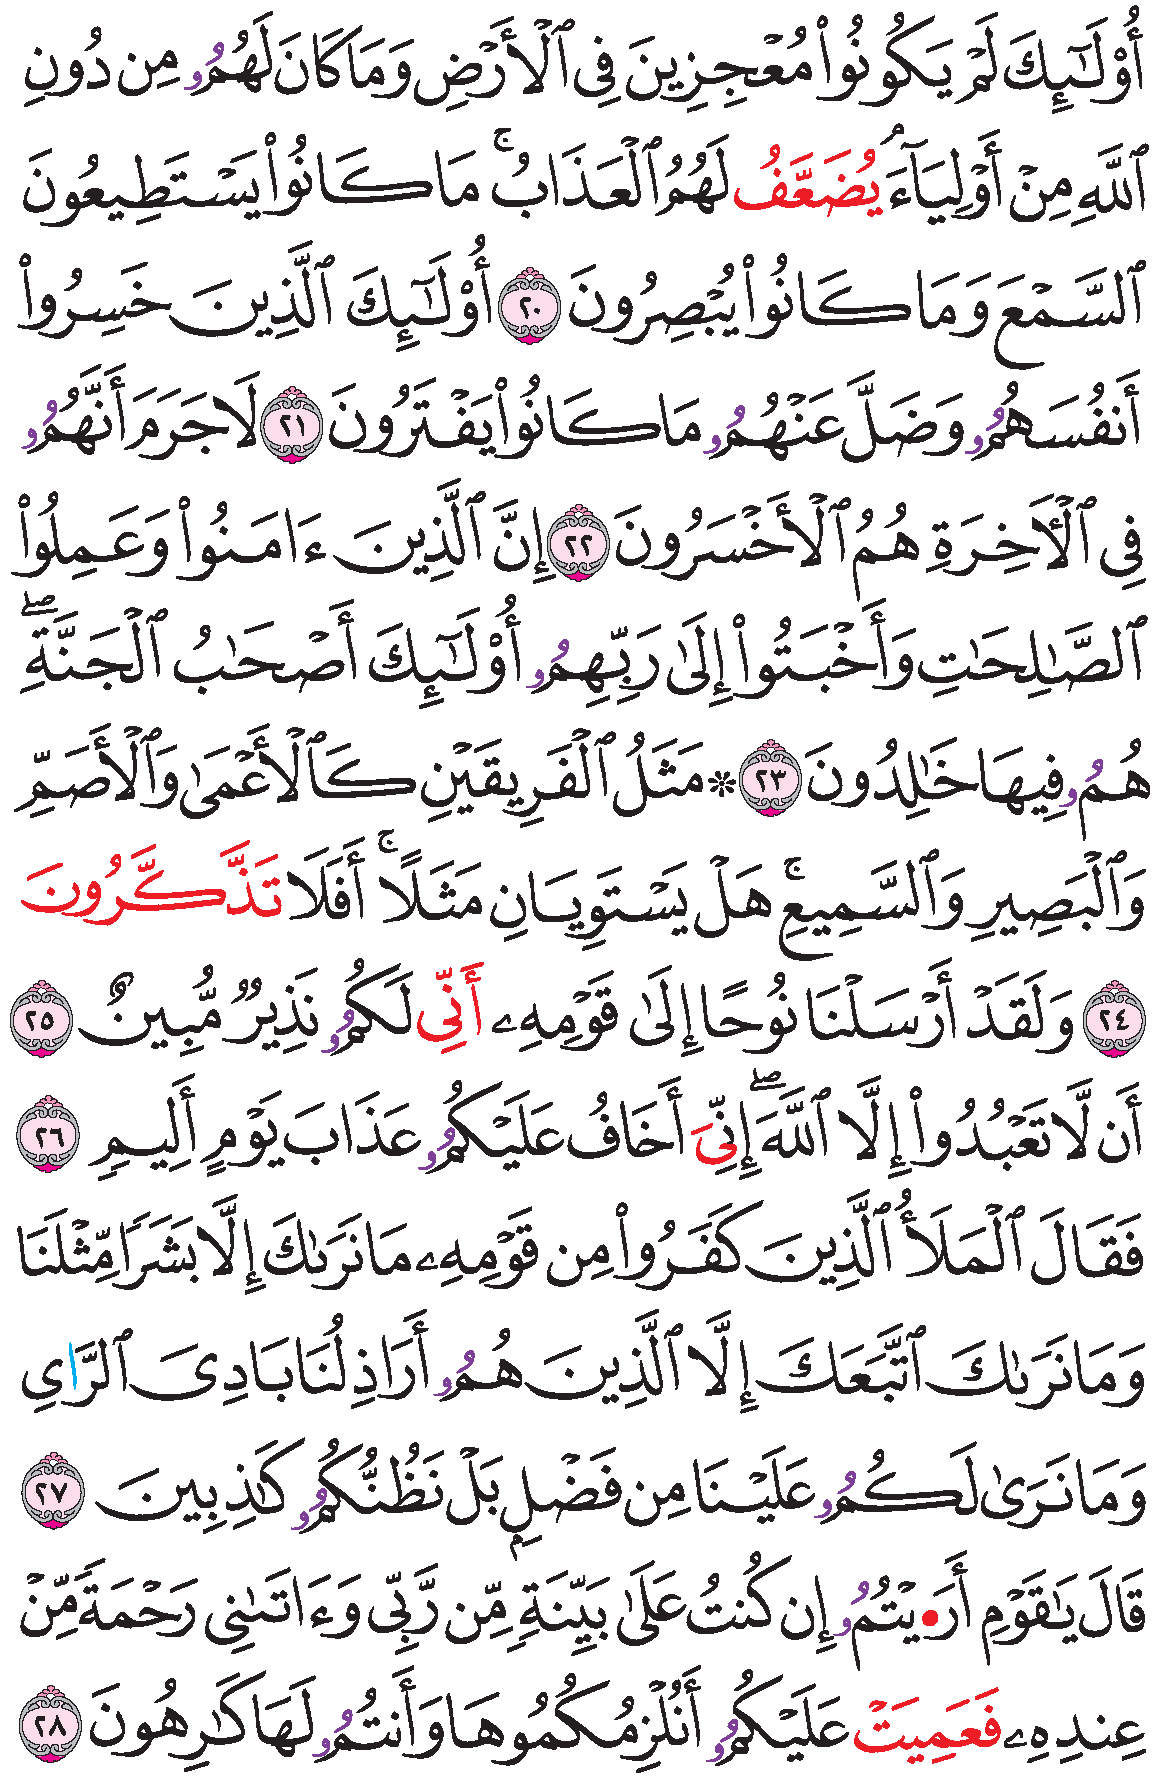 أُوْلَٰٓئِكَ لَمْ يَكُونُواْ مُعْجِزِينَ فِي ٱلْأَرْضِ وَمَا كَانَ لَهُمُۥ مِن دُونِ
ٱللَّهِ مِنْ أَوْلِيَآءَۘ يُضَعَّفُ لَهُمُ ٱلْعَذَابُۚ مَا كَانُواْ يَسْتَطِيعُونَ
ٱلسَّمْعَ وَمَا كَانُواْ يُبْصِرُونَ ٢٠ أُوْلَٰٓئِكَ ٱلَّذِينَ خَسِرُواْ
أَنفُسَهُمُۥ وَضَلَّ عَنْهُمُۥ مَا كَانُواْ يَفْتَرُونَ ٢١ لَا جَرَمَ أَنَّهُمُۥ
فِي ٱلْأٓخِرَةِ هُمُ ٱلْأَخْسَرُونَ ٢٢ إِنَّ ٱلَّذِينَ ءَامَنُواْ وَعَمِلُواْ
ٱلصَّٰلِحَٰتِ وَأَخْبَتُواْ إِلَىٰ رَبِّهِمُۥ أُوْلَٰٓئِكَ أَصْحَٰبُ ٱلْجَنَّةِۖ
هُمُۥ فِيهَا خَٰلِدُونَ ٢٣ ۞ مَثَلُ ٱلْفَرِيقَيْنِ كَٱلْأَعْمَىٰ وَٱلْأَصَمِّ
وَٱلْبَصِيرِ وَٱلسَّمِيعِۚ هَلْ يَسْتَوِيَانِ مَثَلًاۚ أَفَلَا تَذَّكَّرُونَ
٢٤ وَلَقَدْ أَرْسَلْنَا نُوحًا إِلَىٰ قَوْمِهِۦ أَنِّي لَكُمُۥ نَذِيرٌ مُّبِينٌ ٢٥
أَن لَّا تَعْبُدُواْ إِلَّا ٱللَّهَۖ إِنِّيَ أَخَافُ عَلَيْكُمُۥ عَذَابَ يَوْمٍ أَلِيمٍ ٢٦
فَقَالَ ٱلْمَلَأُ ٱلَّذِينَ كَفَرُواْ مِن قَوْمِهِۦ مَا نَرَىٰكَ إِلَّا بَشَرًا مِّثْلَنَا
وَمَا نَرَىٰكَ ٱتَّبَعَكَ إِلَّا ٱلَّذِينَ هُمُۥ أَرَاذِلُنَا بَادِيَ ٱلرَّايِ
وَمَا نَرَىٰ لَكُمُۥ عَلَيْنَا مِن فَضْلٍۭ بَلْ نَظُنُّكُمُۥ كَٰذِبِينَ ٢٧
قَالَ يَٰقَوْمِ أَرَ•يْتُمُۥ إِن كُنتُ عَلَىٰ بَيِّنَةٍ مِّن رَّبِّي وَءَاتَىٰنِي رَحْمَةً مِّنْ
عِندِهِۦ فَعَمِيَتْ عَلَيْكُمُۥ أَنُلْزِمُكُمُوهَا وَأَنتُمُۥ لَهَا كَٰرِهُونَ ٢٨